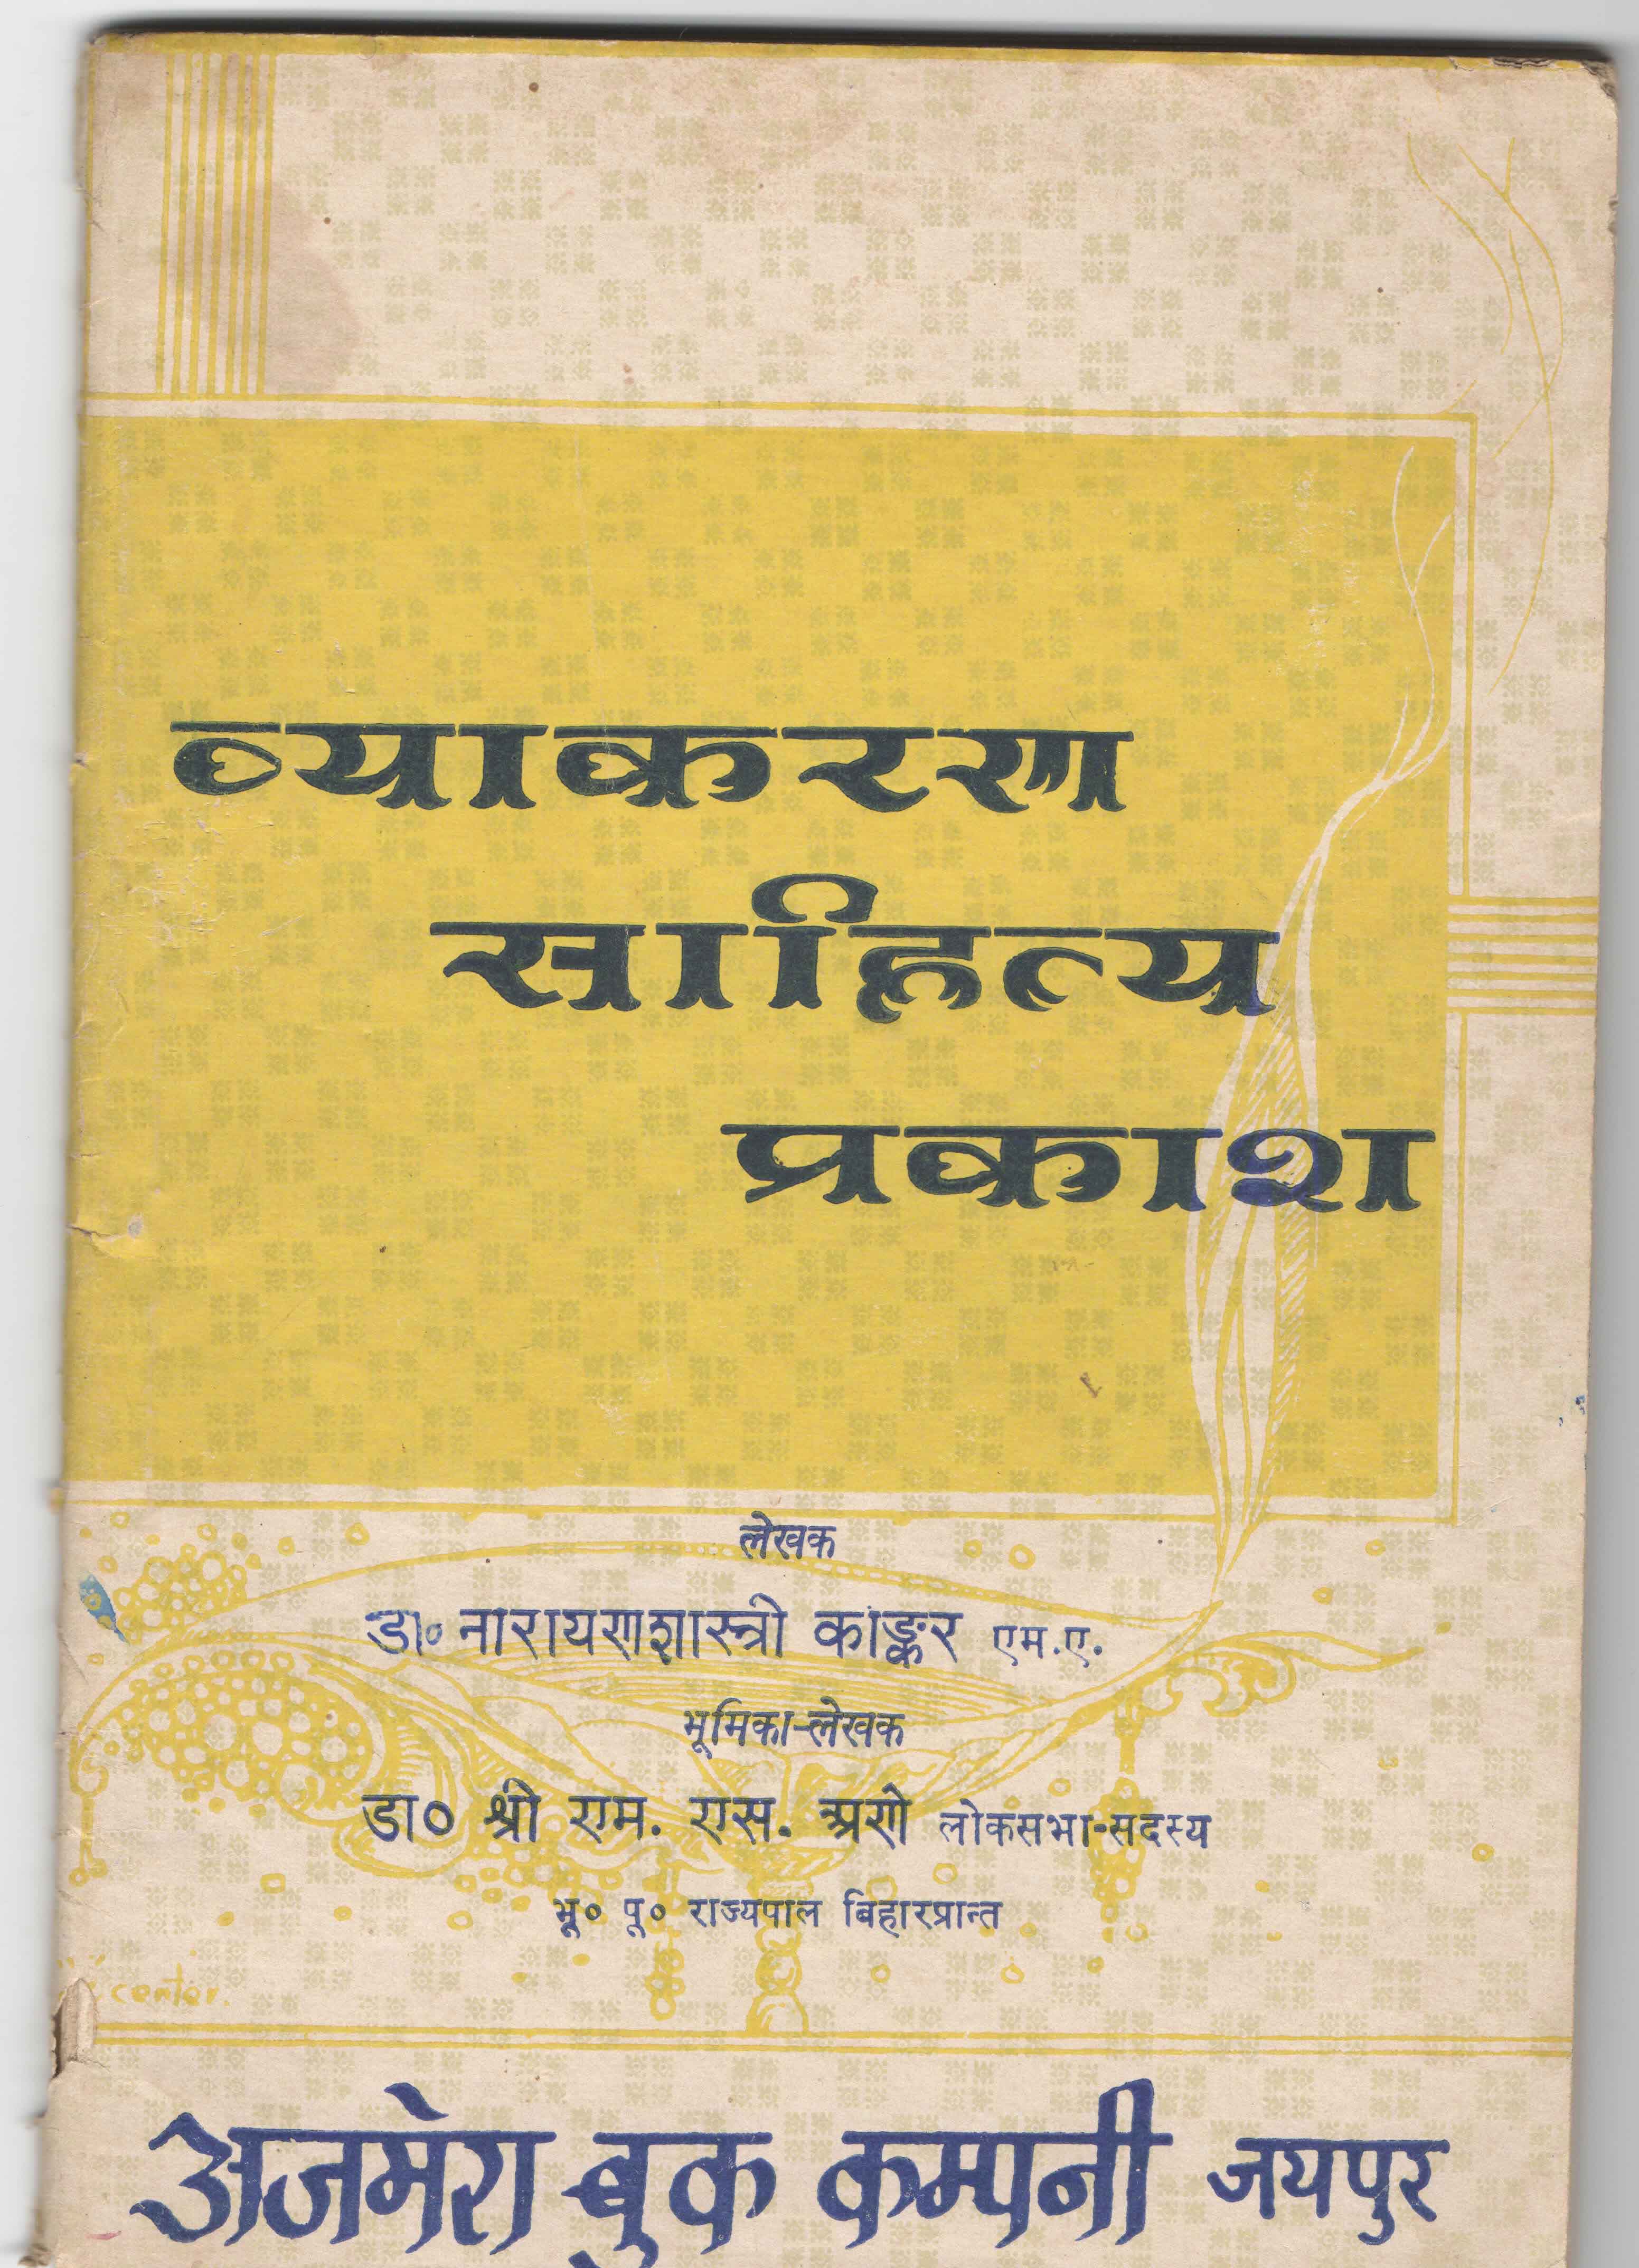 व्याकरण
साहित्य
प्रकाश
लेखक
डा॰ नारायणशास्त्री काङ्कर एम.ए.
भूमिका-लेखक
डा० श्री एम. एस. अणे लोकसभा-सदस्य
भू० पू० राज्यपाल बिहारप्रान्त
center.
अजमेरा बुक कम्पनी जयपुर